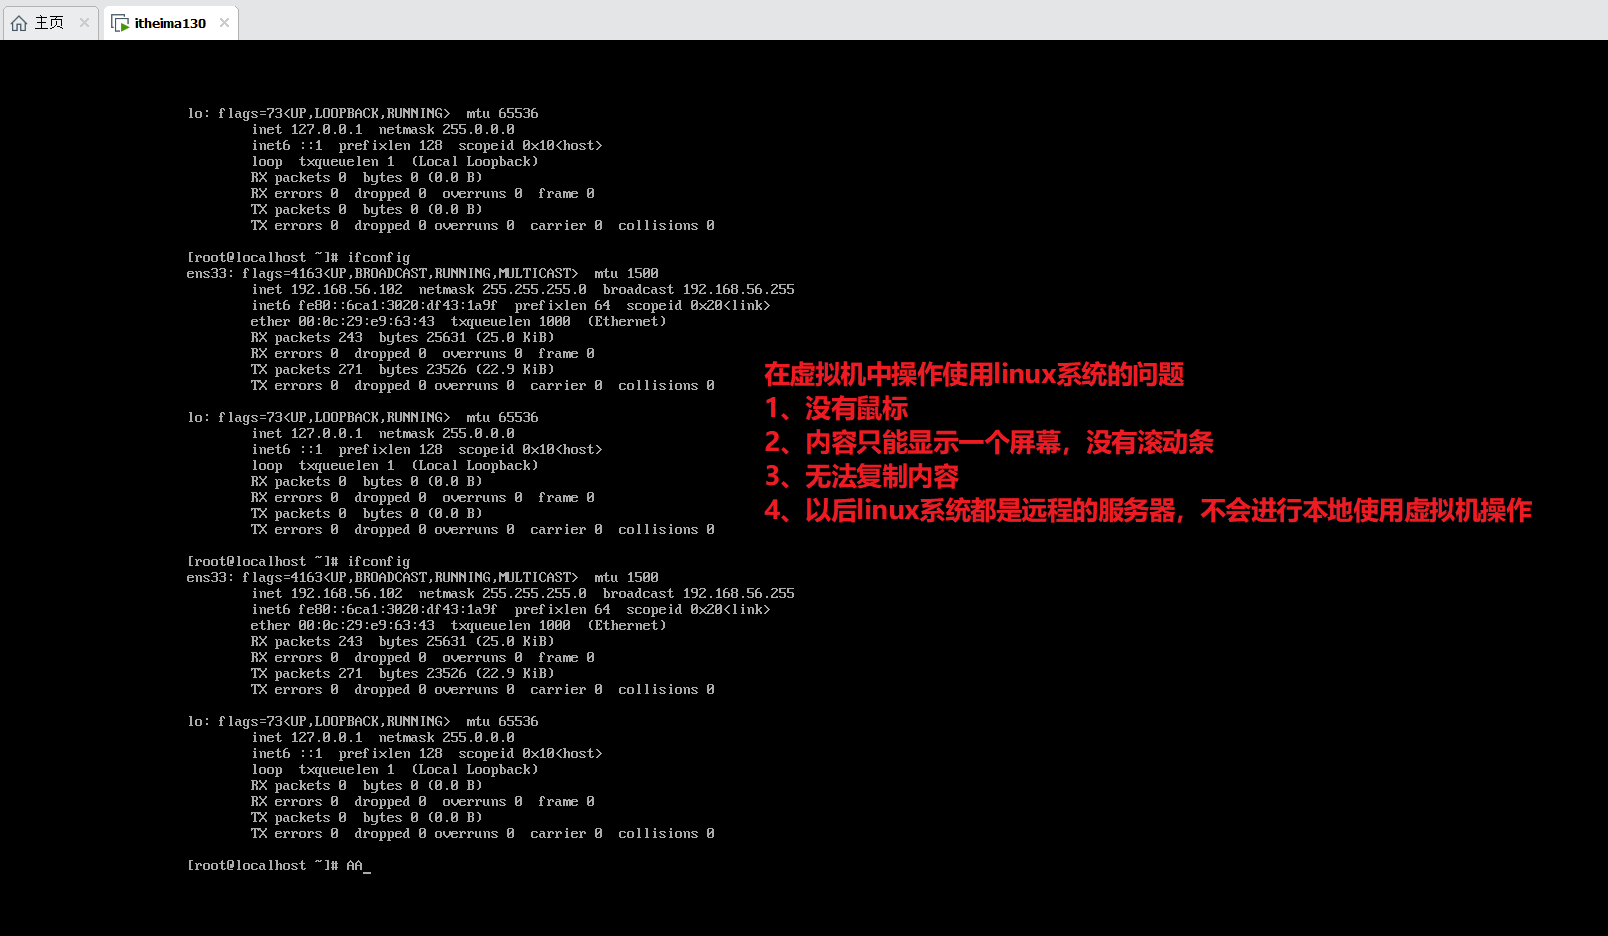 主页
itheima130
lo: flags=73<UP,LOOPBACK,RUNNING>  mtu 65536
        inet 127.0.0.1  netmask 255.0.0.0
        inet6 ::1  prefixlen 128  scopeid 0x10<host>
        loop  txqueuelen 1  (Local Loopback)
        RX packets 0  bytes 0 (0.0 B)
        RX errors 0  dropped 0  overruns 0  frame 0
        TX packets 0  bytes 0 (0.0 B)
        TX errors 0  dropped 0 overruns 0  carrier 0  collisions 0
[root@localhost ~]# ifconfig
ens33: flags=4163<UP,BROADCAST,RUNNING,MULTICAST>  mtu 1500
        inet 192.168.56.102  netmask 255.255.255.0  broadcast 192.168.56.255
        inet6 fe80::6ca1:3020:df43:1a9f  prefixlen 64  scopeid 0x20<link>
        ether 00:0c:29:e9:63:43  txqueuelen 1000  (Ethernet)
        RX packets 243  bytes 25631 (25.0 KiB)
        RX errors 0  dropped 0  overruns 0  frame 0
        TX packets 271  bytes 23526 (22.9 KiB)
        TX errors 0  dropped 0 overruns 0  carrier 0  collisions 0
lo: flags=73<UP,LOOPBACK,RUNNING>  mtu 65536
        inet 127.0.0.1  netmask 255.0.0.0
        inet6 ::1  prefixlen 128  scopeid 0x10<host>
        loop  txqueuelen 1  (Local Loopback)
        RX packets 0  bytes 0 (0.0 B)
        RX errors 0  dropped 0  overruns 0  frame 0
        TX packets 0  bytes 0 (0.0 B)
        TX errors 0  dropped 0 overruns 0  carrier 0  collisions 0
[root@localhost ~]# ifconfig
ens33: flags=4163<UP,BROADCAST,RUNNING,MULTICAST>  mtu 1500
        inet 192.168.56.102  netmask 255.255.255.0  broadcast 192.168.56.255
        inet6 fe80::6ca1:3020:df43:1a9f  prefixlen 64  scopeid 0x20<link>
        ether 00:0c:29:e9:63:43  txqueuelen 1000  (Ethernet)
        RX packets 243  bytes 25631 (25.0 KiB)
        RX errors 0  dropped 0  overruns 0  frame 0
        TX packets 271  bytes 23526 (22.9 KiB)
        TX errors 0  dropped 0 overruns 0  carrier 0  collisions 0
lo: flags=73<UP,LOOPBACK,RUNNING>  mtu 65536
        inet 127.0.0.1  netmask 255.0.0.0
        inet6 ::1  prefixlen 128  scopeid 0x10<host>
        loop  txqueuelen 1  (Local Loopback)
        RX packets 0  bytes 0 (0.0 B)
        RX errors 0  dropped 0  overruns 0  frame 0
        TX packets 0  bytes 0 (0.0 B)
        TX errors 0  dropped 0 overruns 0  carrier 0  collisions 0
[root@localhost ~]# AA_
在虚拟机中操作使用linux系统的问题
1、没有鼠标
2、内容只能显示一个屏幕，没有滚动条
3、无法复制内容
4、以后linux系统都是远程的服务器，不会进行本地使用虚拟机操作